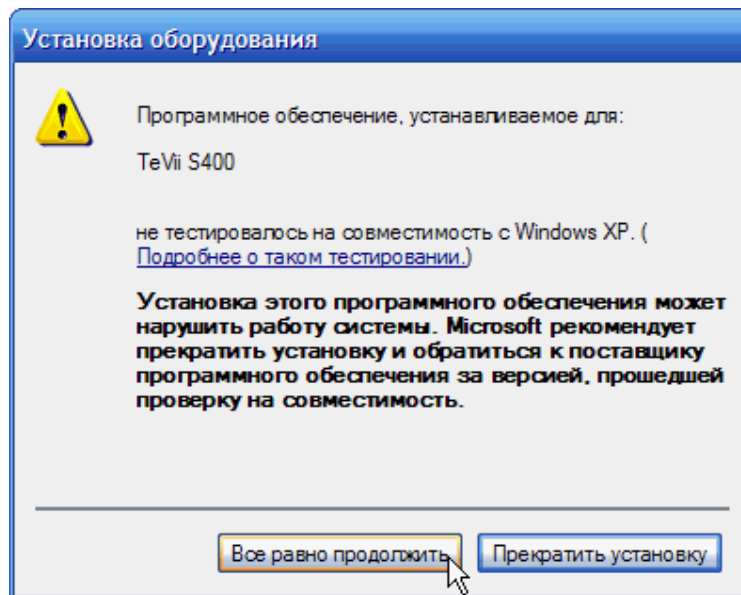 Установка оборудования
Программное обеспечение, устанавливаемое для:
TeVii S400
не тестировалось на совместимость с Windows XP. (
Подробнее о таком тестировании.)
Установка этого программного обеспечения может
нарушить работу системы. Microsoft рекомендует
прекратить установку и обратиться к поставщику
программного обеспечения за версией, прошедшей
проверку на совместимость.
Все равно продолжить
Прекратить установку